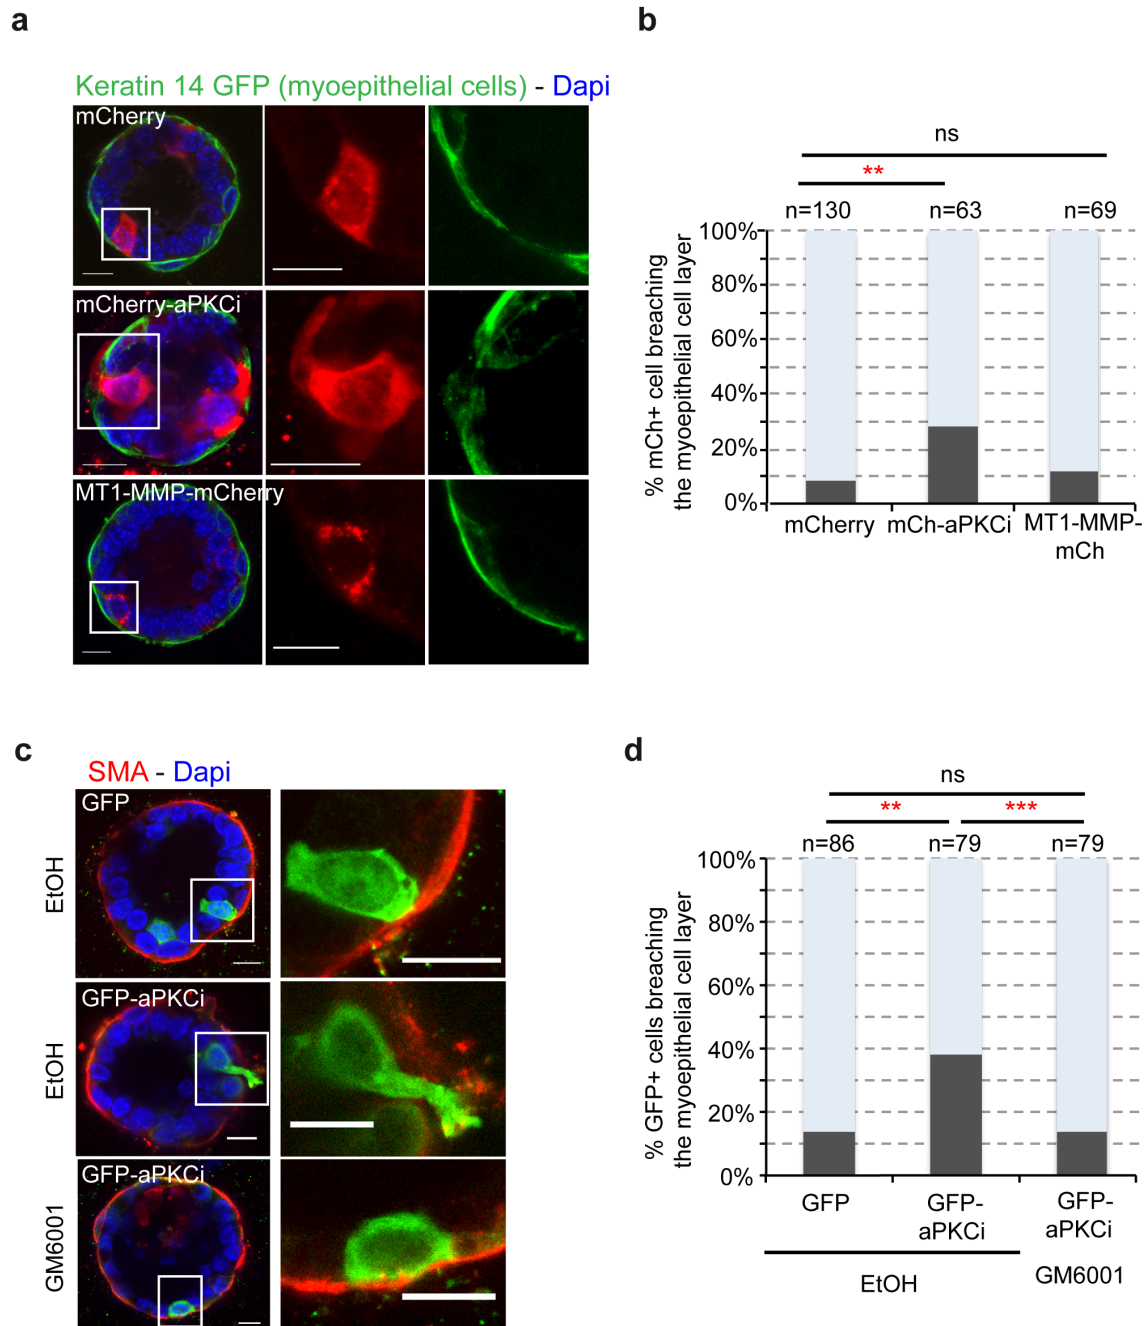 a
Keratin 14 GFP (myoepithelial cells) - Dapi
mCherry
mCherry-aPKCi
MT1-MMP-mCherry
b
ns
**
n=130 n=63 n=69
% mCh+ cell breaching
the myoepithelial cell layer
100%
80%
60%
40%
20%
0%
mCherry mCh-aPKCi MT1-MMP-
mCh
c
SMA - Dapi
GFP
EtOH
GFP-aPKCi
EtOH
GFP-aPKCi
GM6001
d
ns
** ***
n=86 n=79 n=79
% GFP+ cells breaching
the myoepithelial cell layer
100%
80%
60%
40%
20%
0%
GFP GFP- GFP-
aPKCi aPKCi
EtOH GM6001